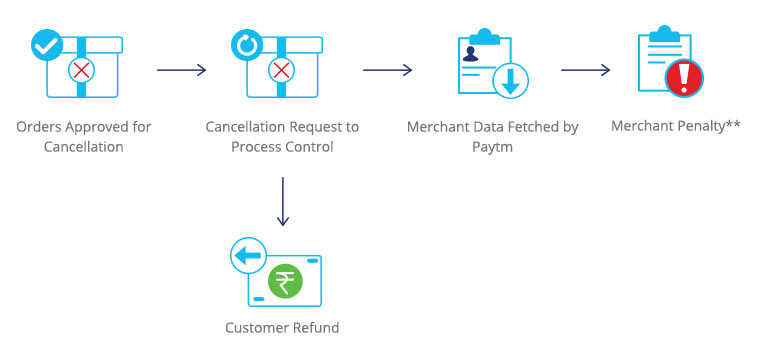 Orders Approved for
Cancellation
Cancellation Request to
Process Control
Merchant Data Fetched by
Paytm
Merchant Penalty**
₹
Customer Refund